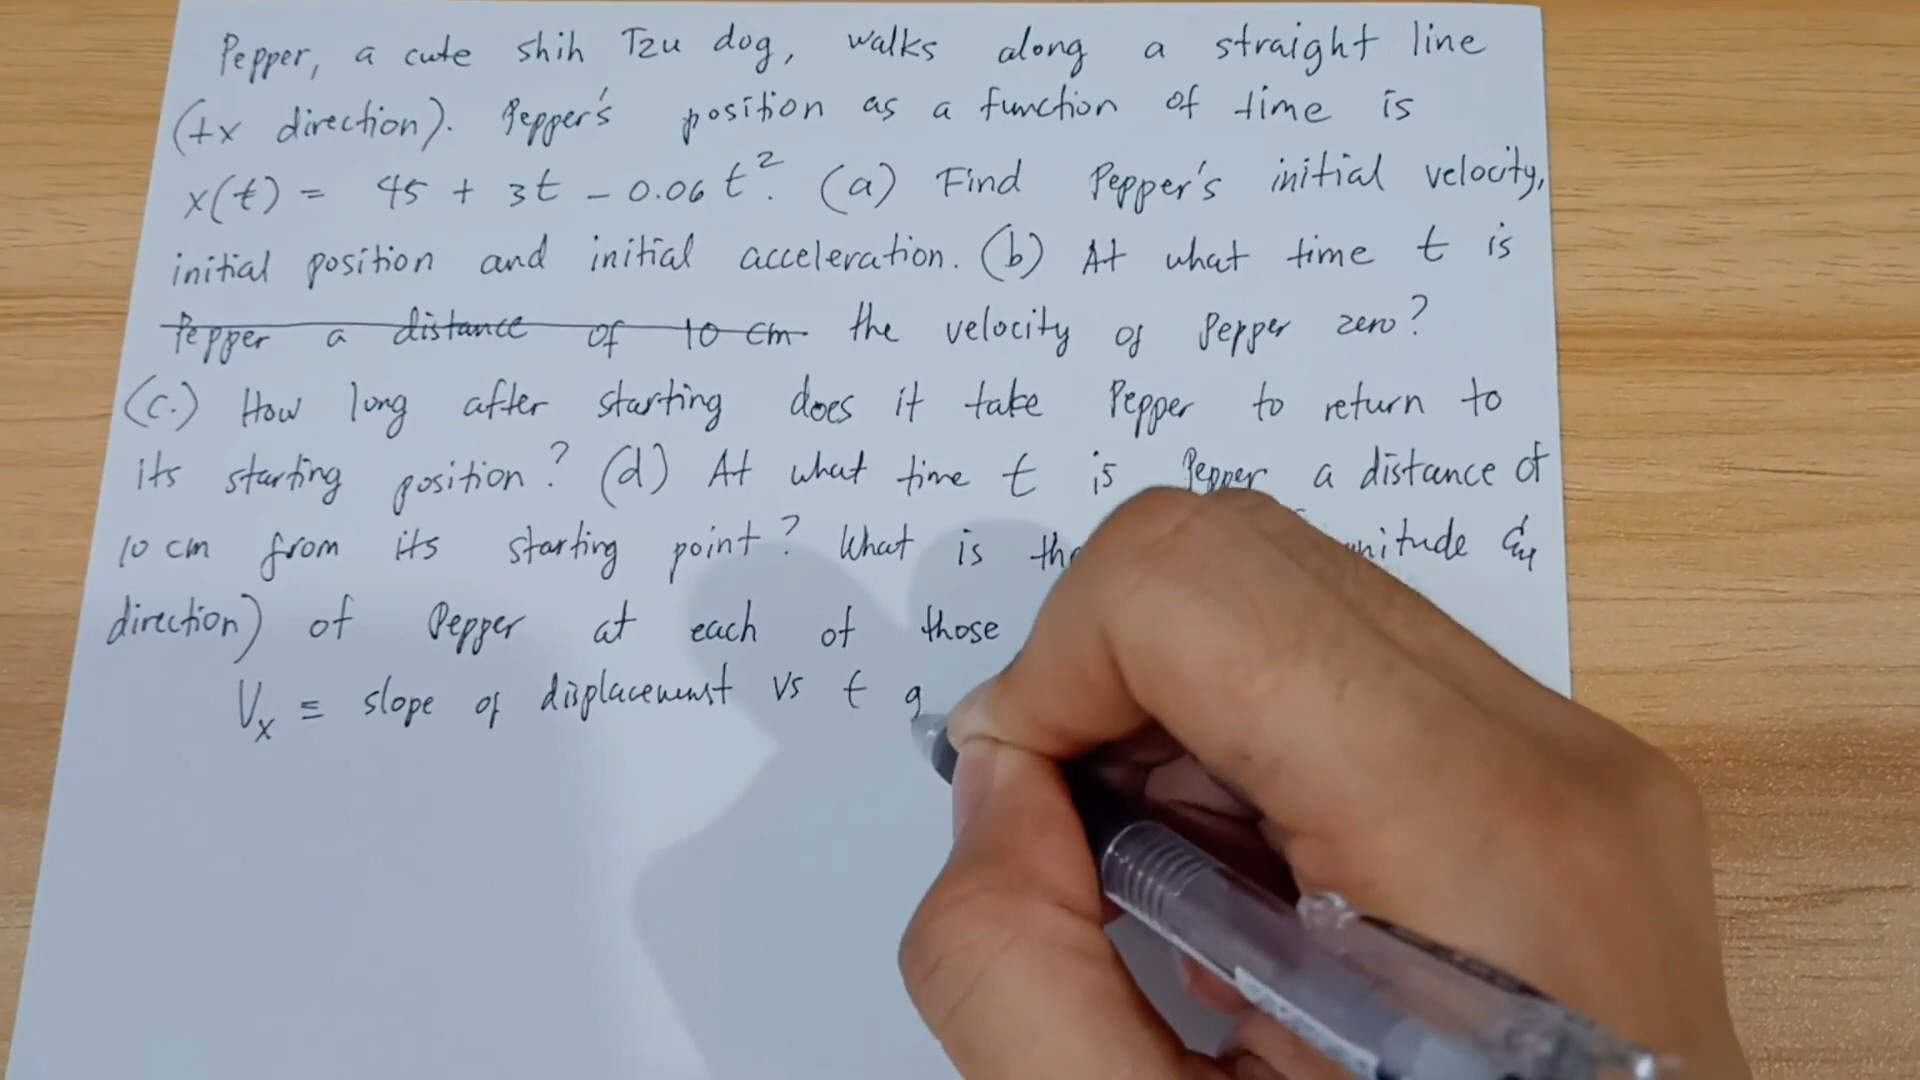 Pepper, a cute shih Tzu dog, walks along a straight line
(+x direction). Pepper's position as a function of time is
x(t) = 45 + 3t - 0.06t². (a) Find Pepper's initial velocity,
initial position and initial acceleration. (b) At what time t is
Pepper a distance of 10 cm the velocity of Pepper zero?
(c.) How long after starting does it take Pepper to return to
its starting position? (d) At what time t is Pepper a distance of
10 cm from its starting point? What is the
direction) of Pepper at each of those
Vₓ = slope of displacement vs t g